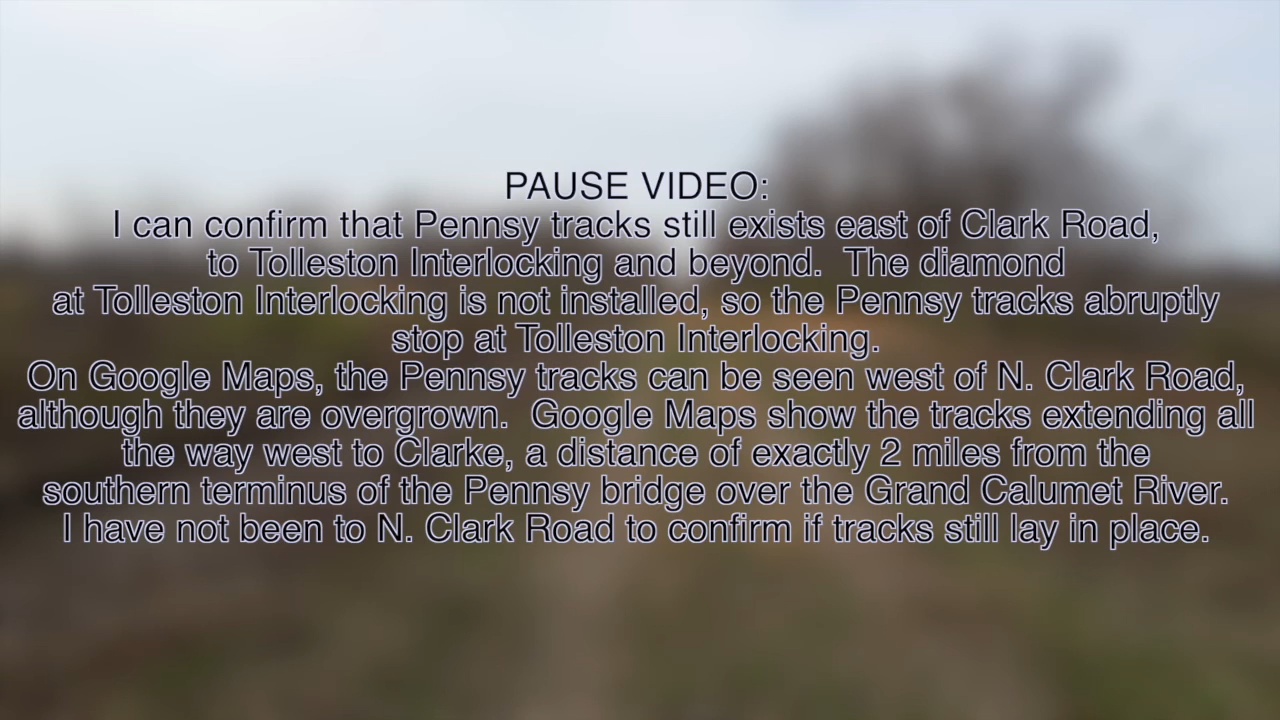 PAUSE VIDEO:
I can confirm that Pennsy tracks still exists east of Clark Road,
to Tolleston Interlocking and beyond.  The diamond
at Tolleston Interlocking is not installed, so the Pennsy tracks abruptly
stop at Tolleston Interlocking.
On Google Maps, the Pennsy tracks can be seen west of N. Clark Road,
although they are overgrown.  Google Maps show the tracks extending all
the way west to Clarke, a distance of exactly 2 miles from the
southern terminus of the Pennsy bridge over the Grand Calumet River.
I have not been to N. Clark Road to confirm if tracks still lay in place.